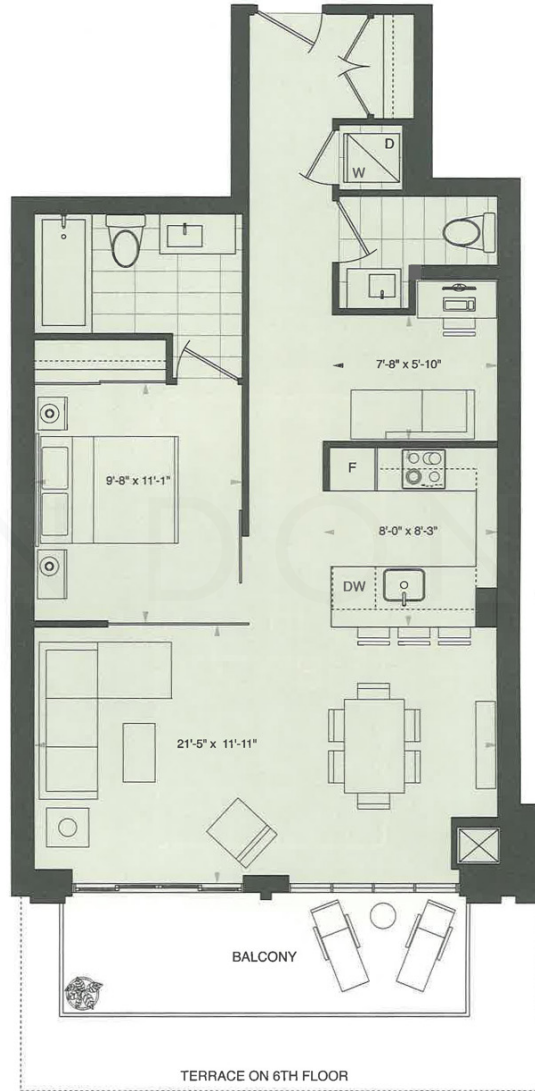 D
W
7'-8" x 5'-10"
F
9'-8" x 11'-1"
8'-0" x 8'-3"
DW
21'-5" x 11'-11"
BALCONY
TERRACE ON 6TH FLOOR